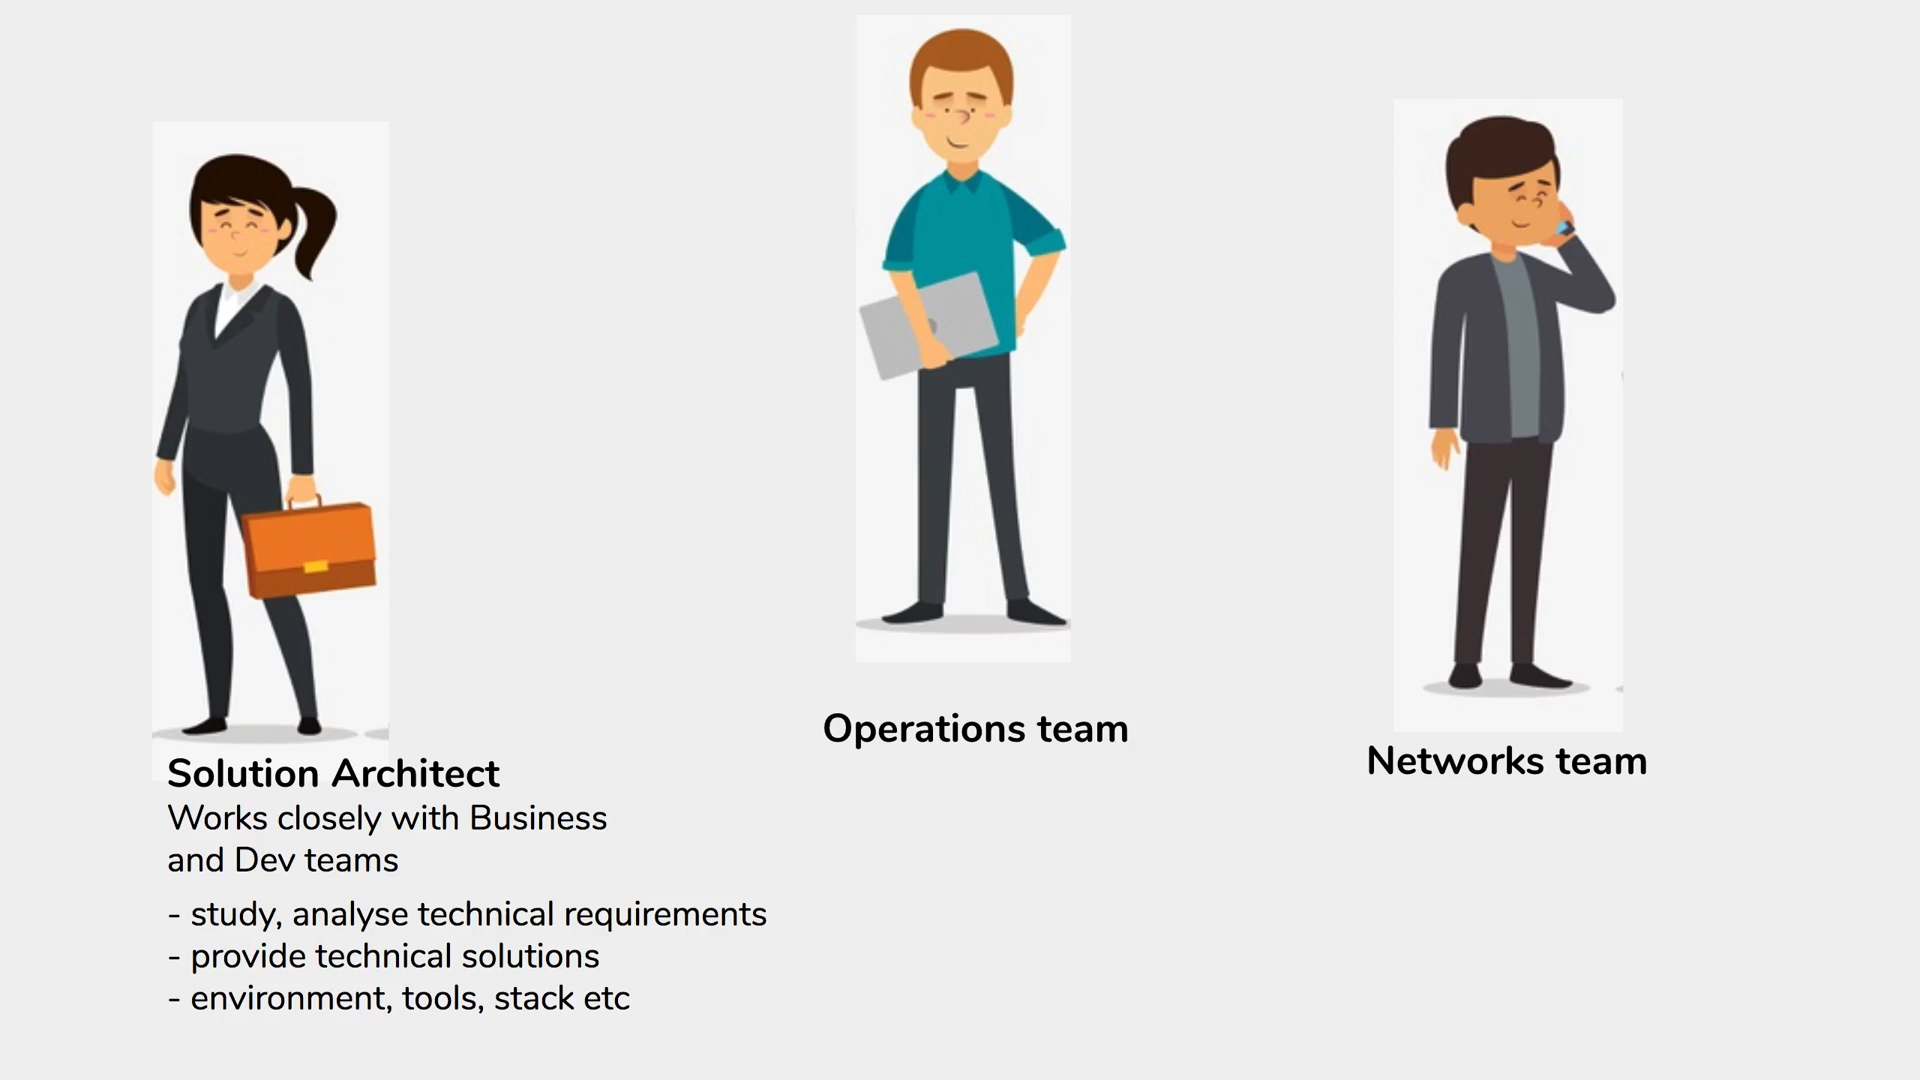 Operations team
Networks team
Solution Architect
Works closely with Business
and Dev teams
- study, analyse technical requirements
- provide technical solutions
- environment, tools, stack etc